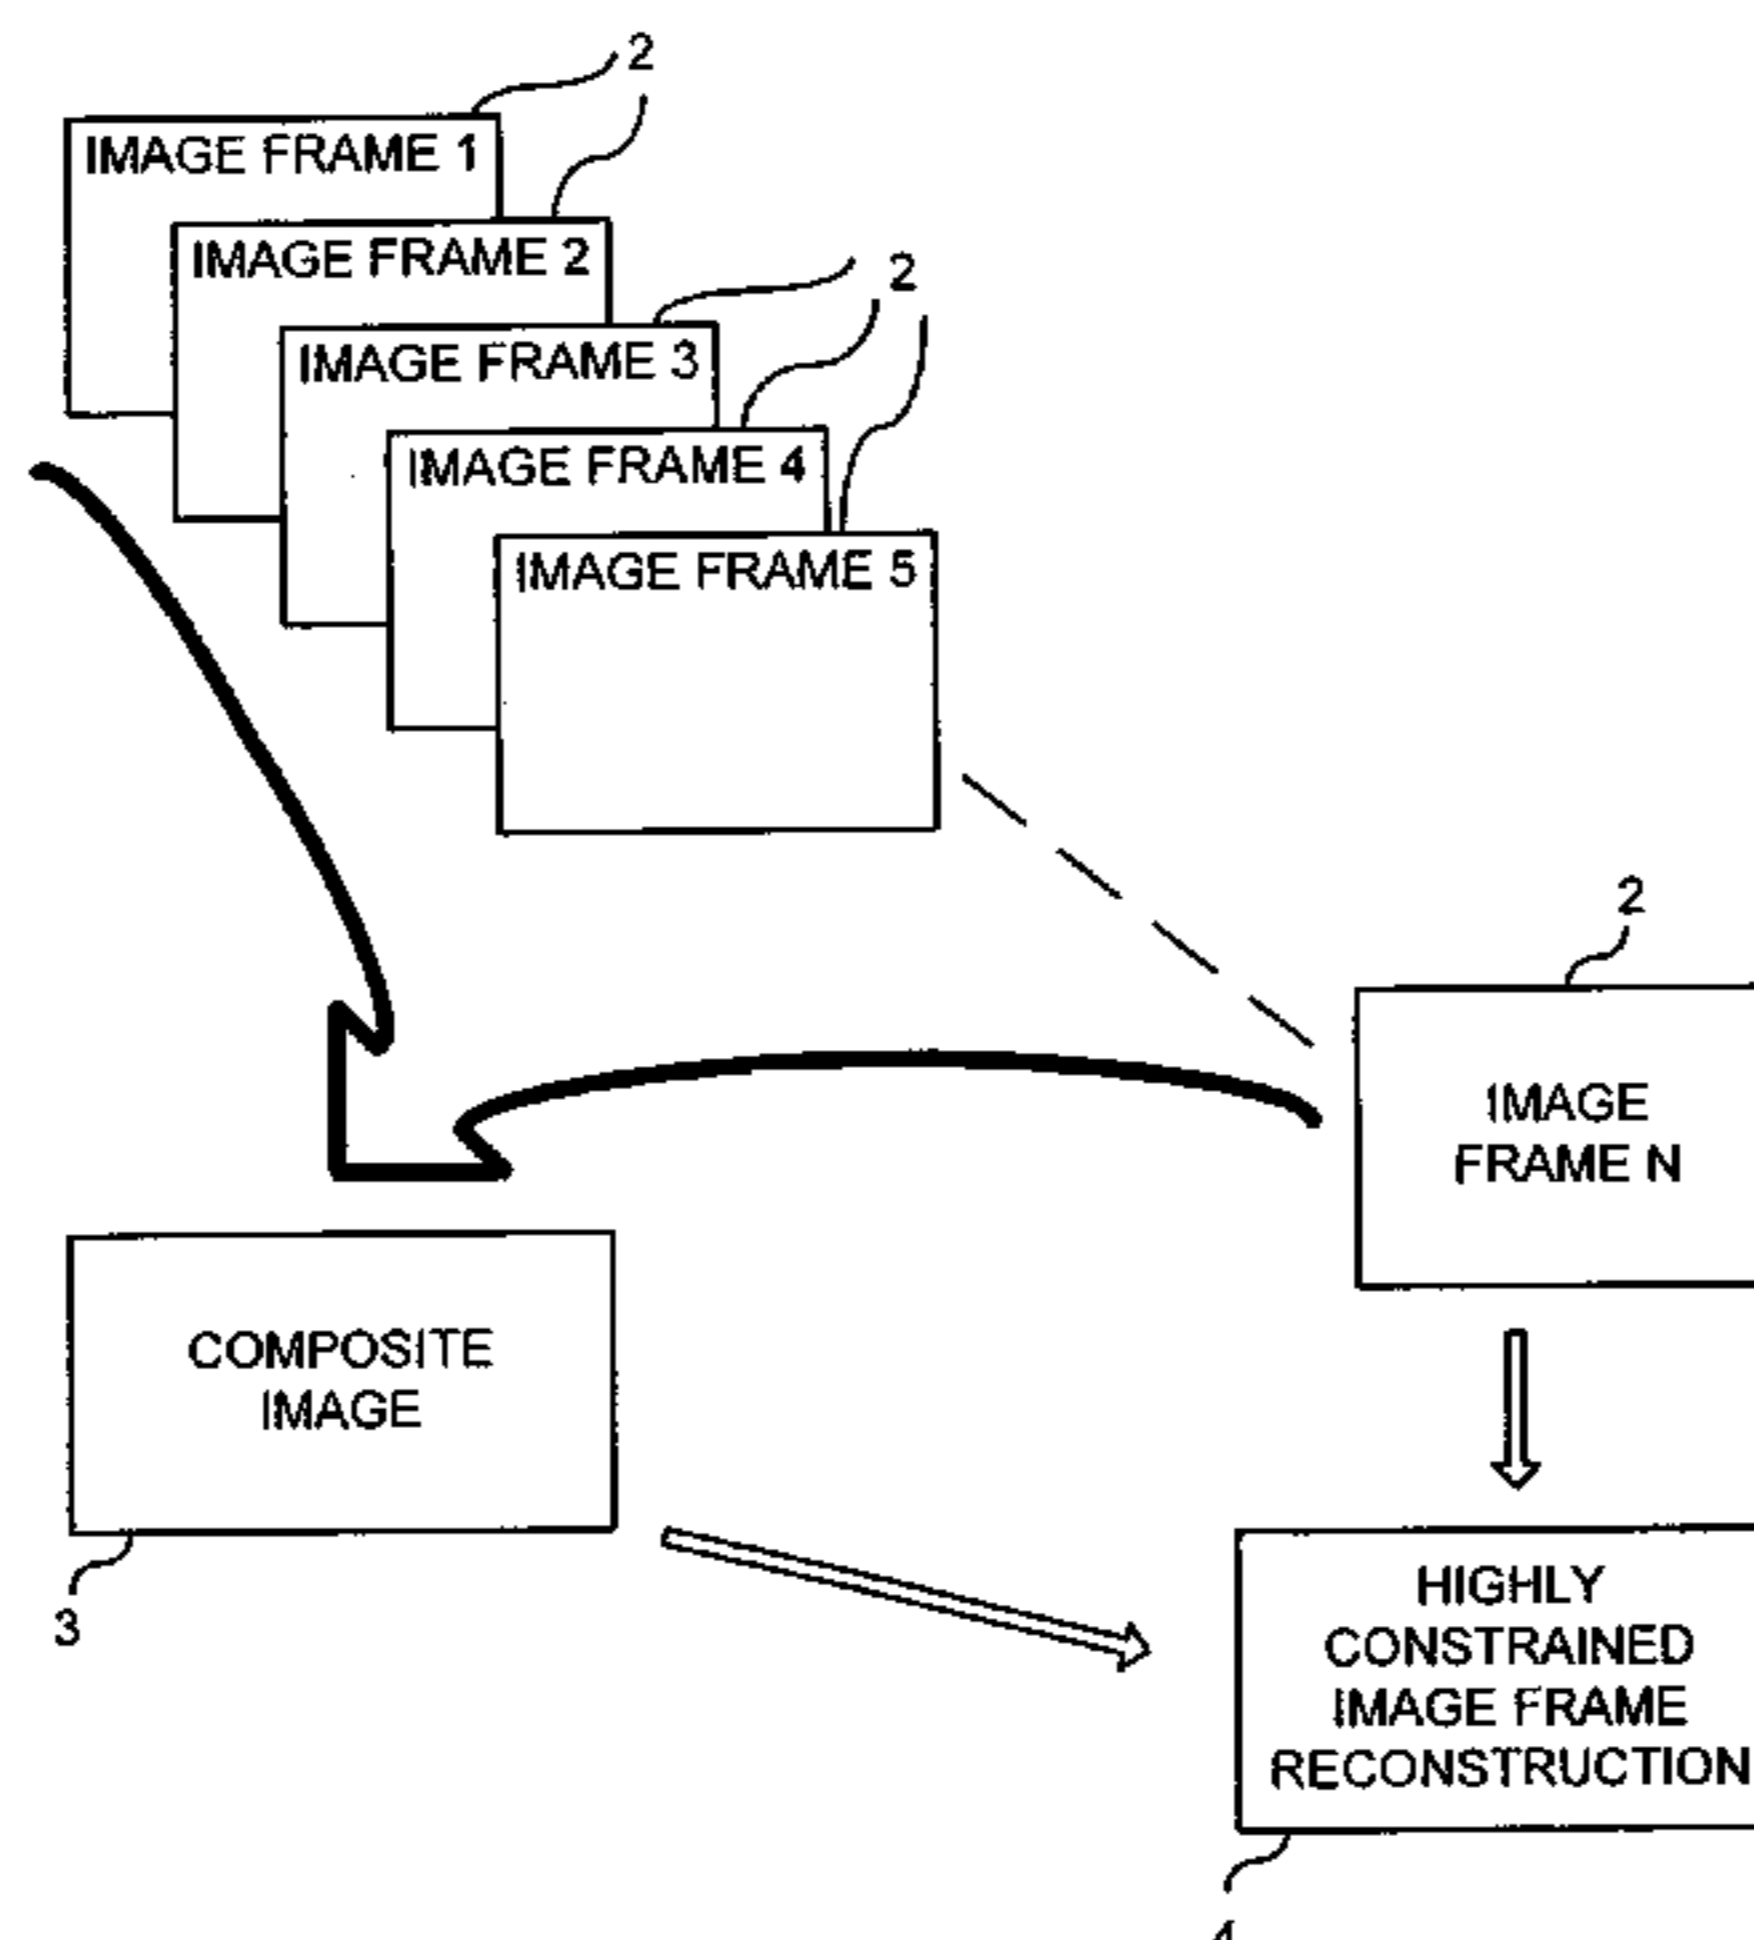 2
IMAGE FRAME 1
IMAGE FRAME 2
2
IMAGE FRAME 3
IMAGE FRAME 4
IMAGE FRAME 5
2
IMAGE
FRAME N
COMPOSITE
IMAGE
3
HIGHLY
CONSTRAINED
IMAGE FRAME
RECONSTRUCTION
4